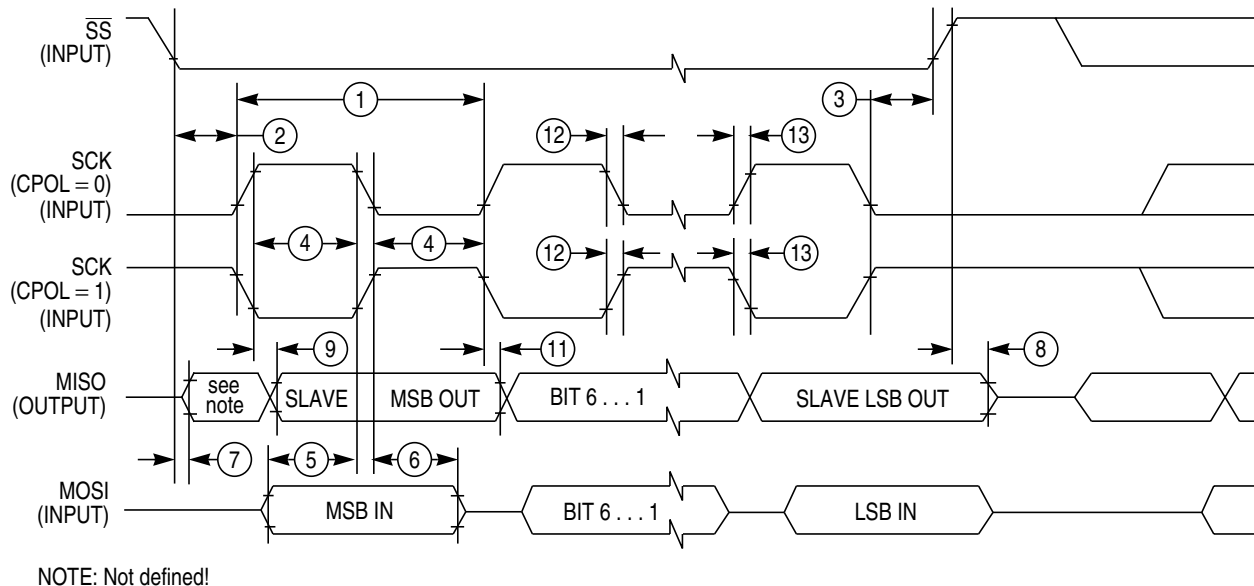 SS
(INPUT)
1
3
2
12
13
SCK
(CPOL = 0)
(INPUT)
4
4
12
13
SCK
(CPOL = 1)
(INPUT)
9
11
8
MISO
(OUTPUT)
see
note
SLAVE
MSB OUT
BIT 6 . . . 1
SLAVE LSB OUT
7
5
6
MOSI
(INPUT)
MSB IN
BIT 6 . . . 1
LSB IN
NOTE: Not defined!